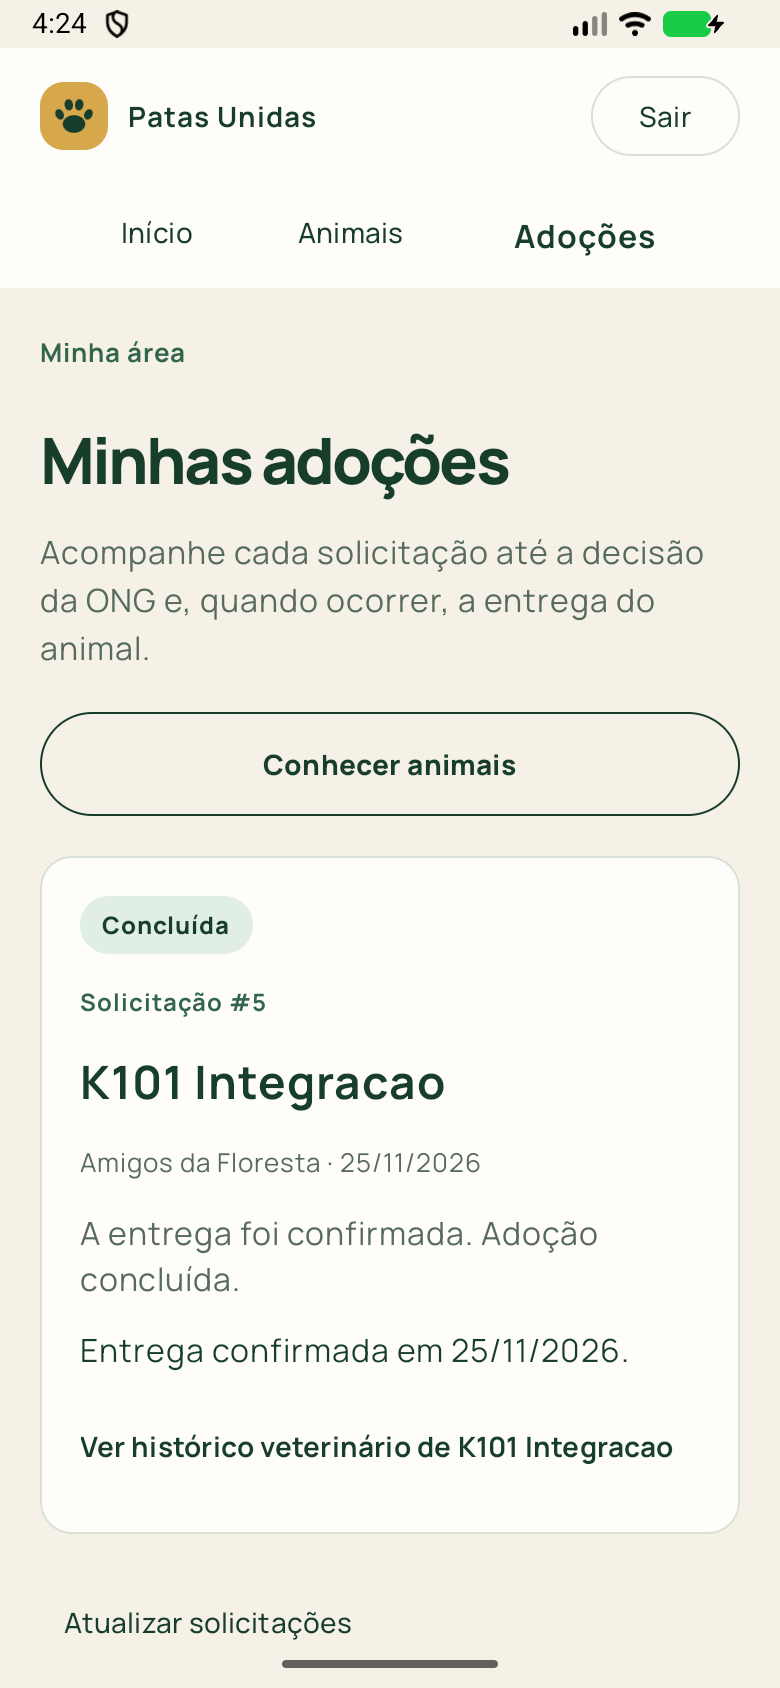 4:24
Patas Unidas
Sair
Início
Animais
Adoções
Minha área
Minhas adoções
Acompanhe cada solicitação até a decisão
da ONG e, quando ocorrer, a entrega do
animal.
Conhecer animais
Concluída
Solicitação #5
K101 Integracao
Amigos da Floresta · 25/11/2026
A entrega foi confirmada. Adoção
concluída.
Entrega confirmada em 25/11/2026.
Ver histórico veterinário de K101 Integracao
Atualizar solicitações